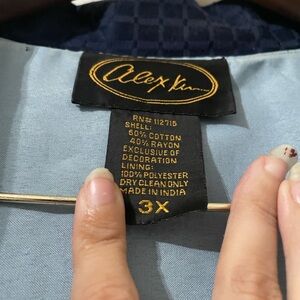 alex Kim
RN# 112715
SHELL:
60% COTTON
40% RAYON
EXCLUSIVE OF
DECORATION
LINING:
100% POLYESTER
DRY CLEAN ONLY
MADE IN INDIA
3X